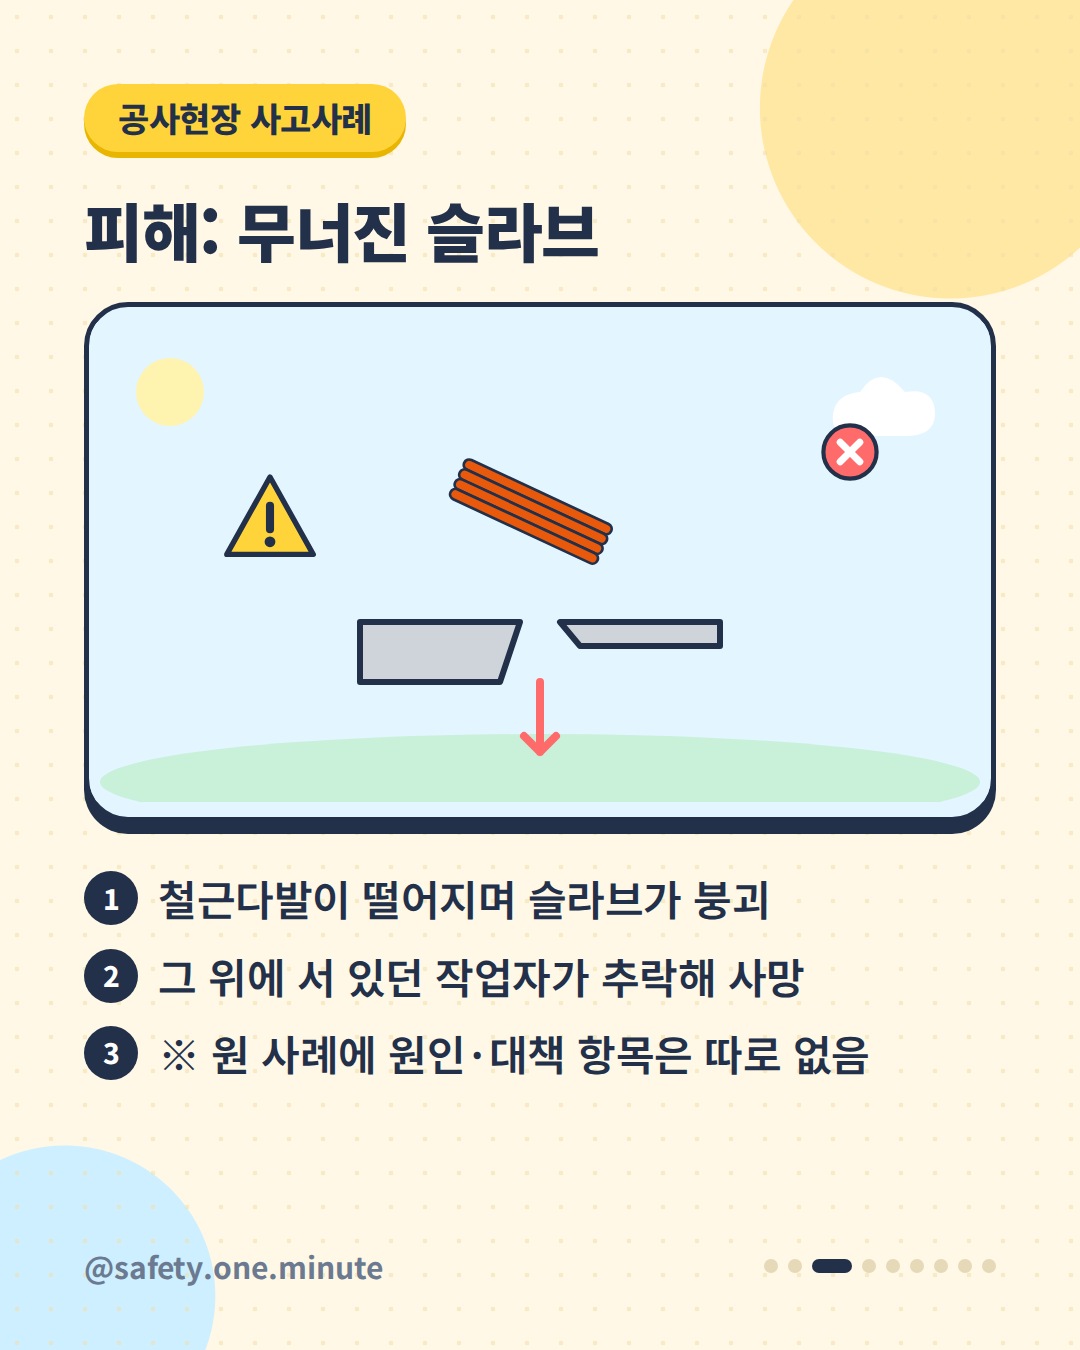 공사현장 사고사례
피해: 무너진 슬라브
1 철근다발이 떨어지며 슬라브가 붕괴
2 그 위에 서 있던 작업자가 추락해 사망
3 ※ 원 사례에 원인·대책 항목은 따로 없음
@safety.one.minute